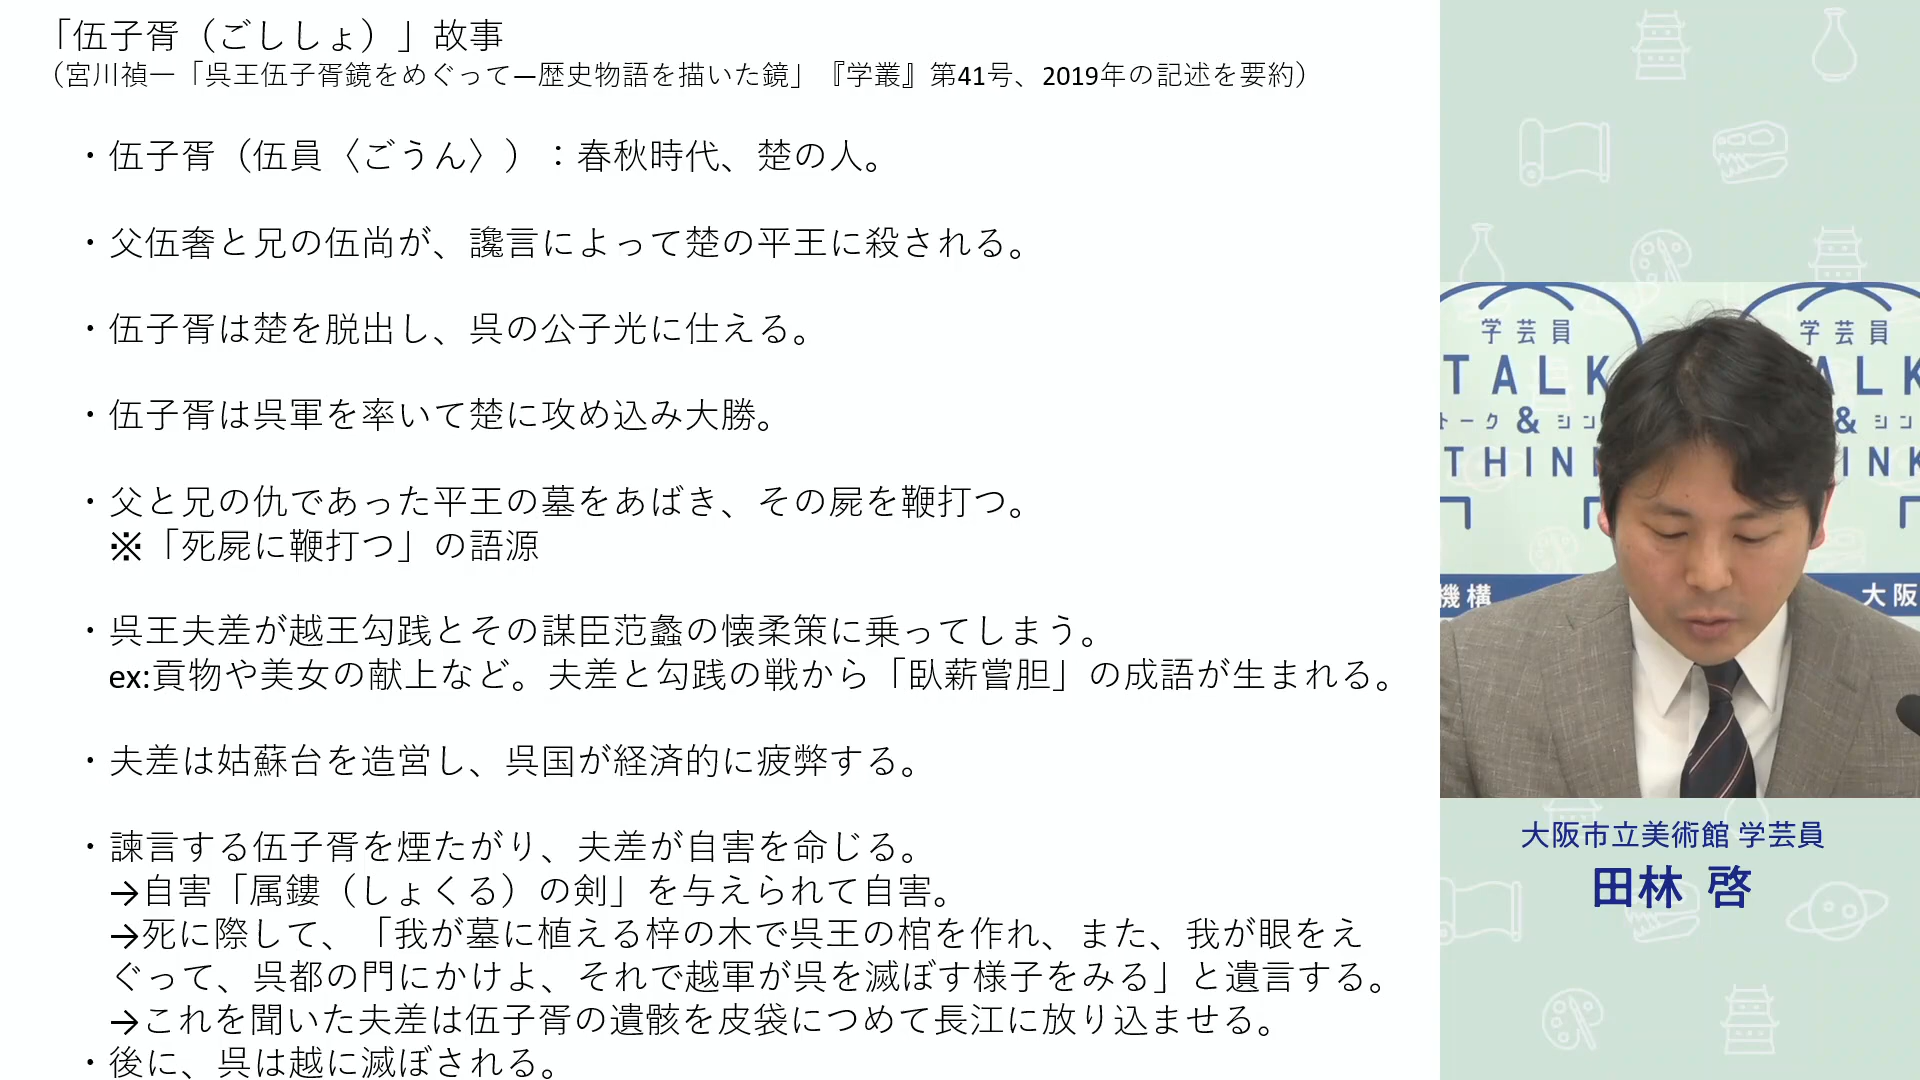 「伍子胥（ごししょ）」故事
（宮川禎一「呉王伍子胥鏡をめぐって―歴史物語を描いた鏡」『学叢』第41号、2019年の記述を要約）
・伍子胥（伍員〈ごうん〉）：春秋時代、楚の人。
・父伍奢と兄の伍尚が、讒言によって楚の平王に殺される。
・伍子胥は楚を脱出し、呉の公子光に仕える。
・伍子胥は呉軍を率いて楚に攻め込み大勝。
・父と兄の仇であった平王の墓をあばき、その屍を鞭打つ。
※「死屍に鞭打つ」の語源
・呉王夫差が越王勾践とその謀臣范蠡の懐柔策に乗ってしまう。
ex:貢物や美女の献上など。夫差と勾践の戦から「臥薪嘗胆」の成語が生まれる。
・夫差は姑蘇台を造営し、呉国が経済的に疲弊する。
・諫言する伍子胥を煙たがり、夫差が自害を命じる。
→自害「属鏤（しょくる）の剣」を与えられて自害。
→死に際して、「我が墓に植える梓の木で呉王の棺を作れ、また、我が眼をえ
ぐって、呉都の門にかけよ、それで越軍が呉を滅ぼす様子をみる」と遺言する。
→これを聞いた夫差は伍子胥の遺骸を皮袋につめて長江に放り込ませる。
・後に、呉は越に滅ぼされる。
学芸員
TALK
トーク&シン
THIN
機構
学芸員
ALK
&シン
INK
大阪
大阪市立美術館 学芸員
田林 啓